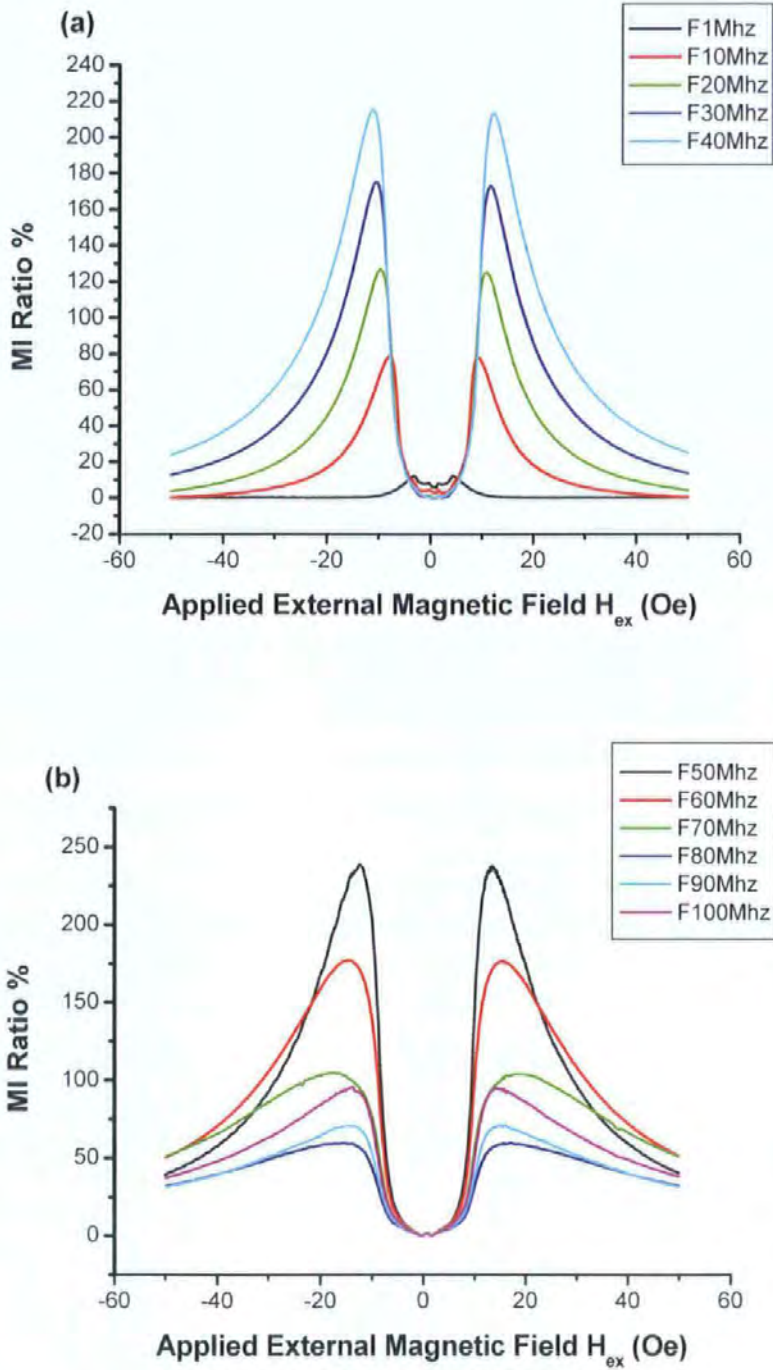 (a)
F1Mhz
F10Mhz
F20Mhz
F30Mhz
F40Mhz
240
220
200
180
160
140
120
100
80
60
40
20
0
-20
MI Ratio %
-60 -40 -20 0 20 40 60
Applied External Magnetic Field H_ex (Oe)
(b)
F50Mhz
F60Mhz
F70Mhz
F80Mhz
F90Mhz
F100Mhz
250
200
150
100
50
0
MI Ratio %
-60 -40 -20 0 20 40 60
Applied External Magnetic Field H_ex (Oe)